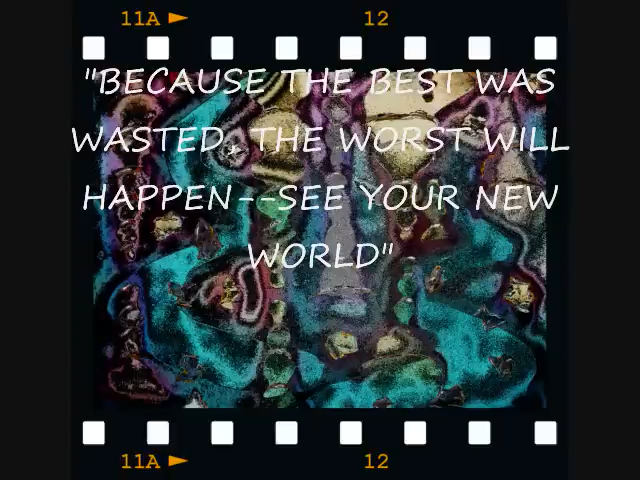 11A 12
"BECAUSE THE BEST WAS
WASTED, THE WORST WILL
HAPPEN--SEE YOUR NEW
WORLD"
11A 12